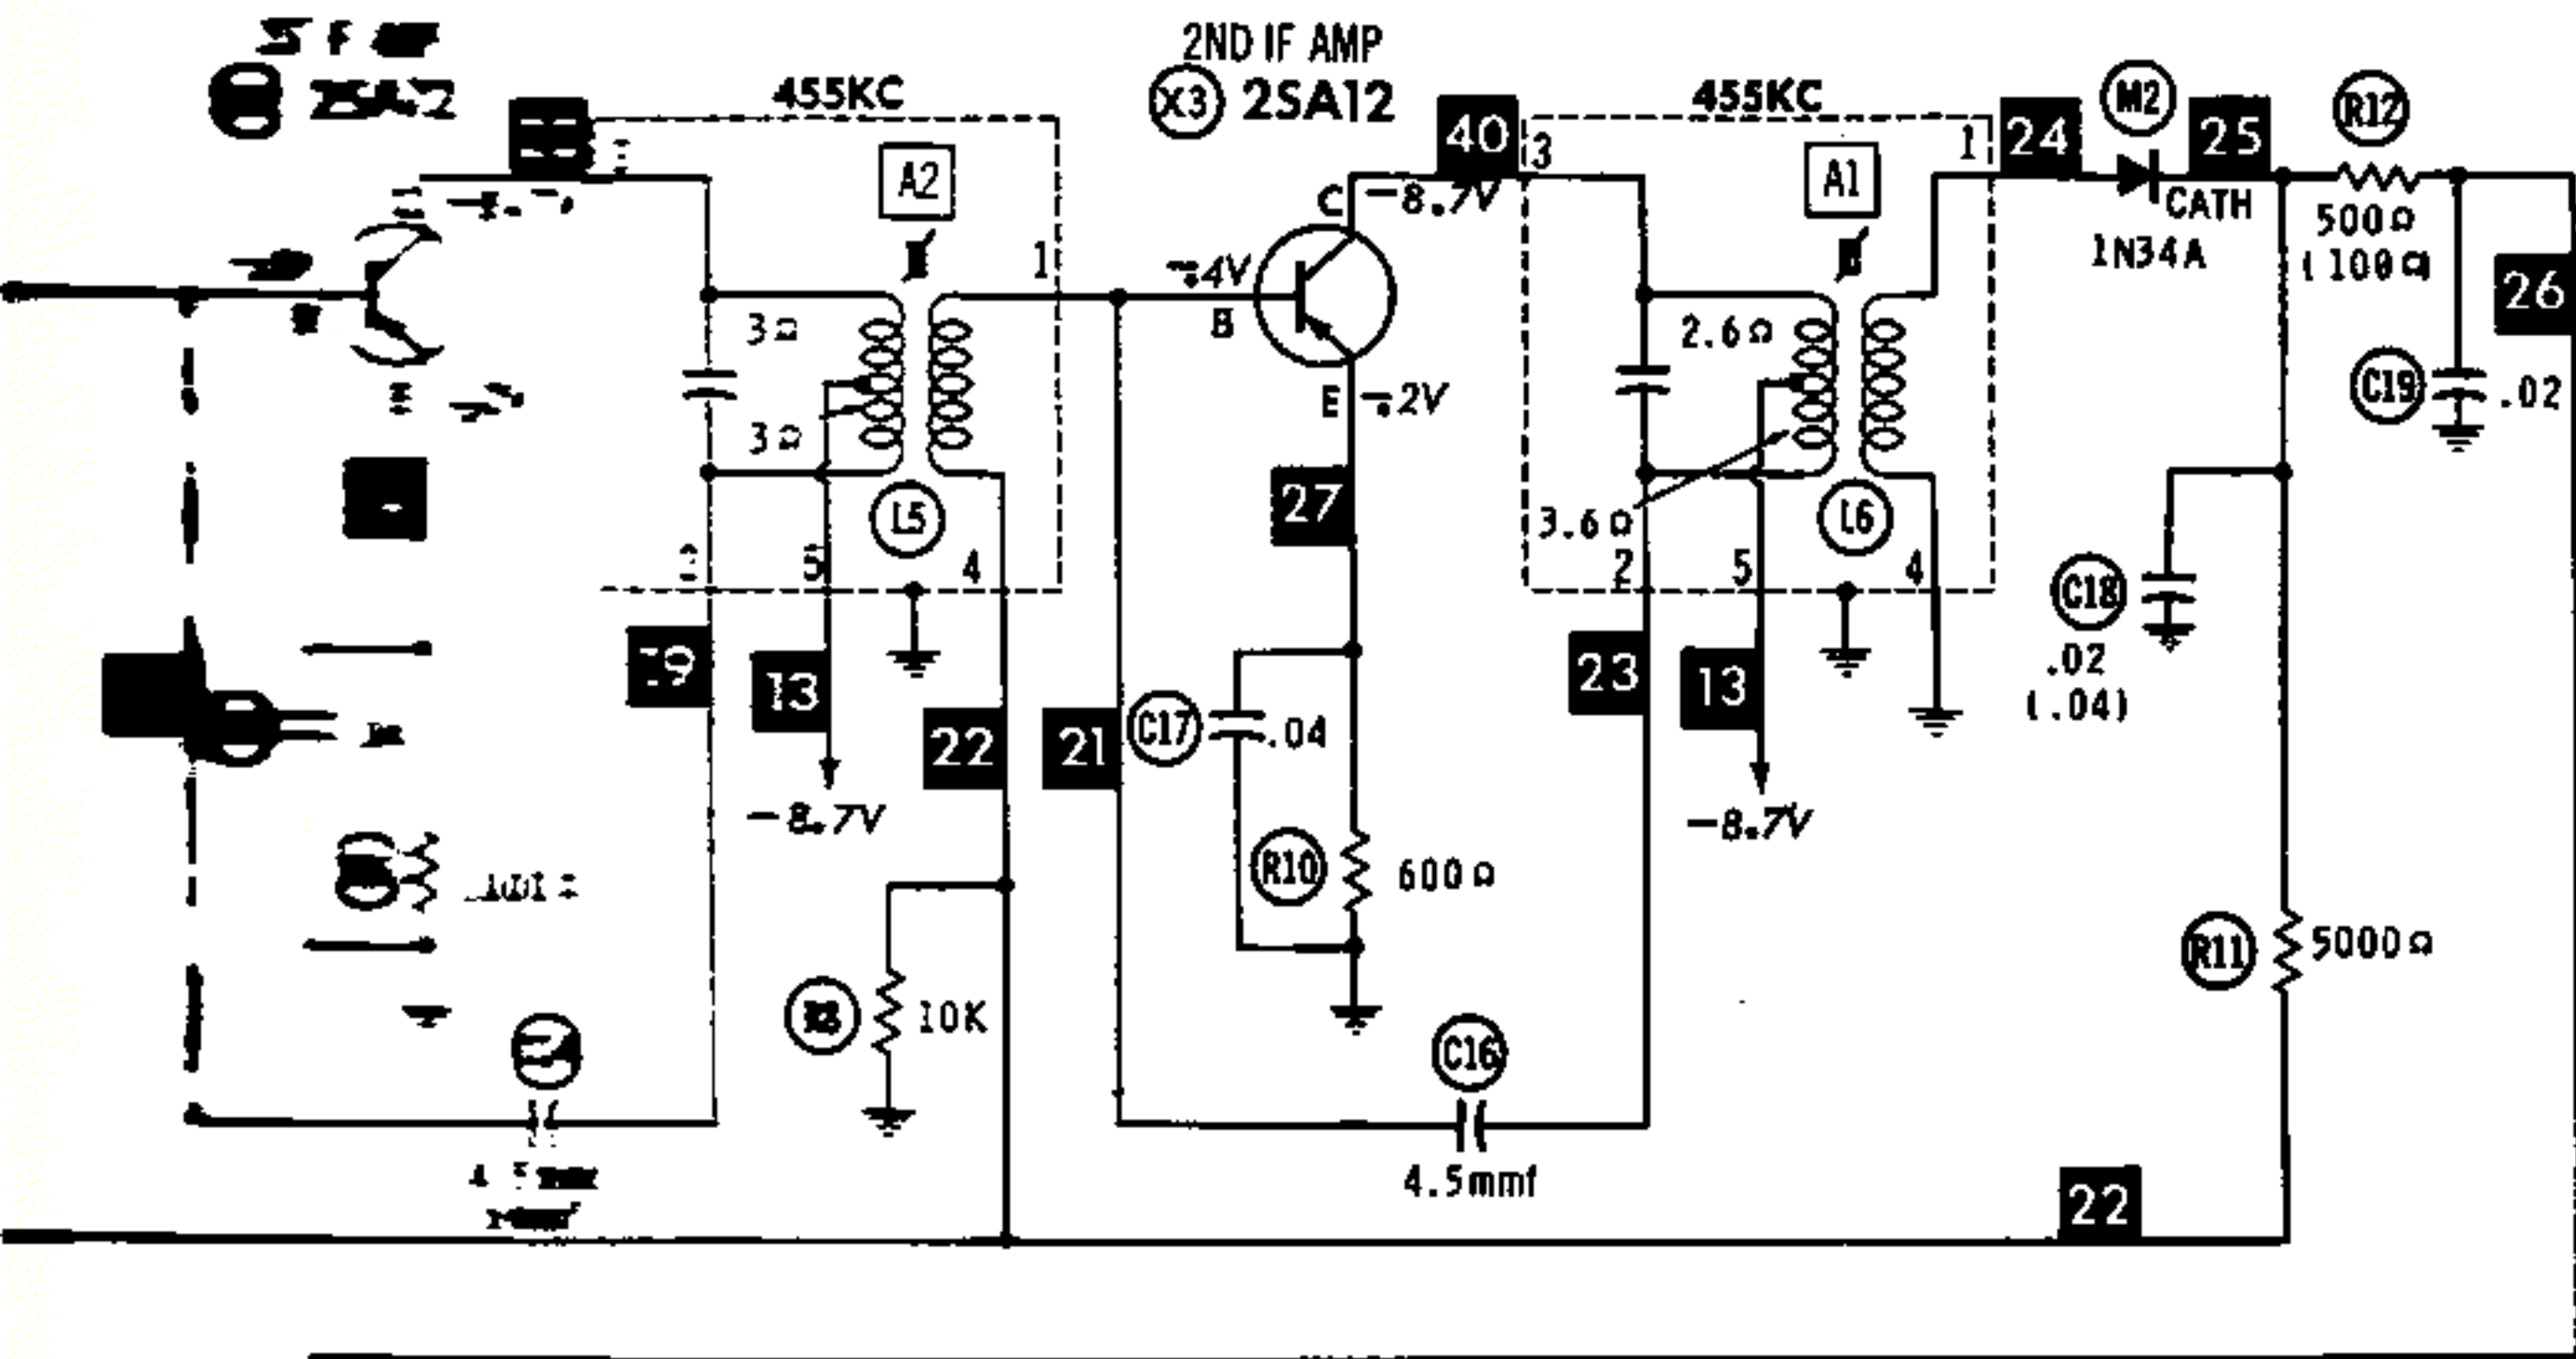 2ND IF AMP
X3 2SA12
455KC
A2
1
3Ω
3Ω
L5
5
4
13
-8.7V
22
21
10K
-.4V
B
C
-8.7V
E
-.2V
40
27
C17
.04
R10
600Ω
C16
4.5mmf
455KC
3
1
A1
2.6Ω
3.6Ω
L6
2
5
4
23
13
-8.7V
24
M2
25
CATH
1N34A
R12
500Ω
(100Ω)
26
C19
.02
C18
.02
(.04)
R11
5000Ω
22